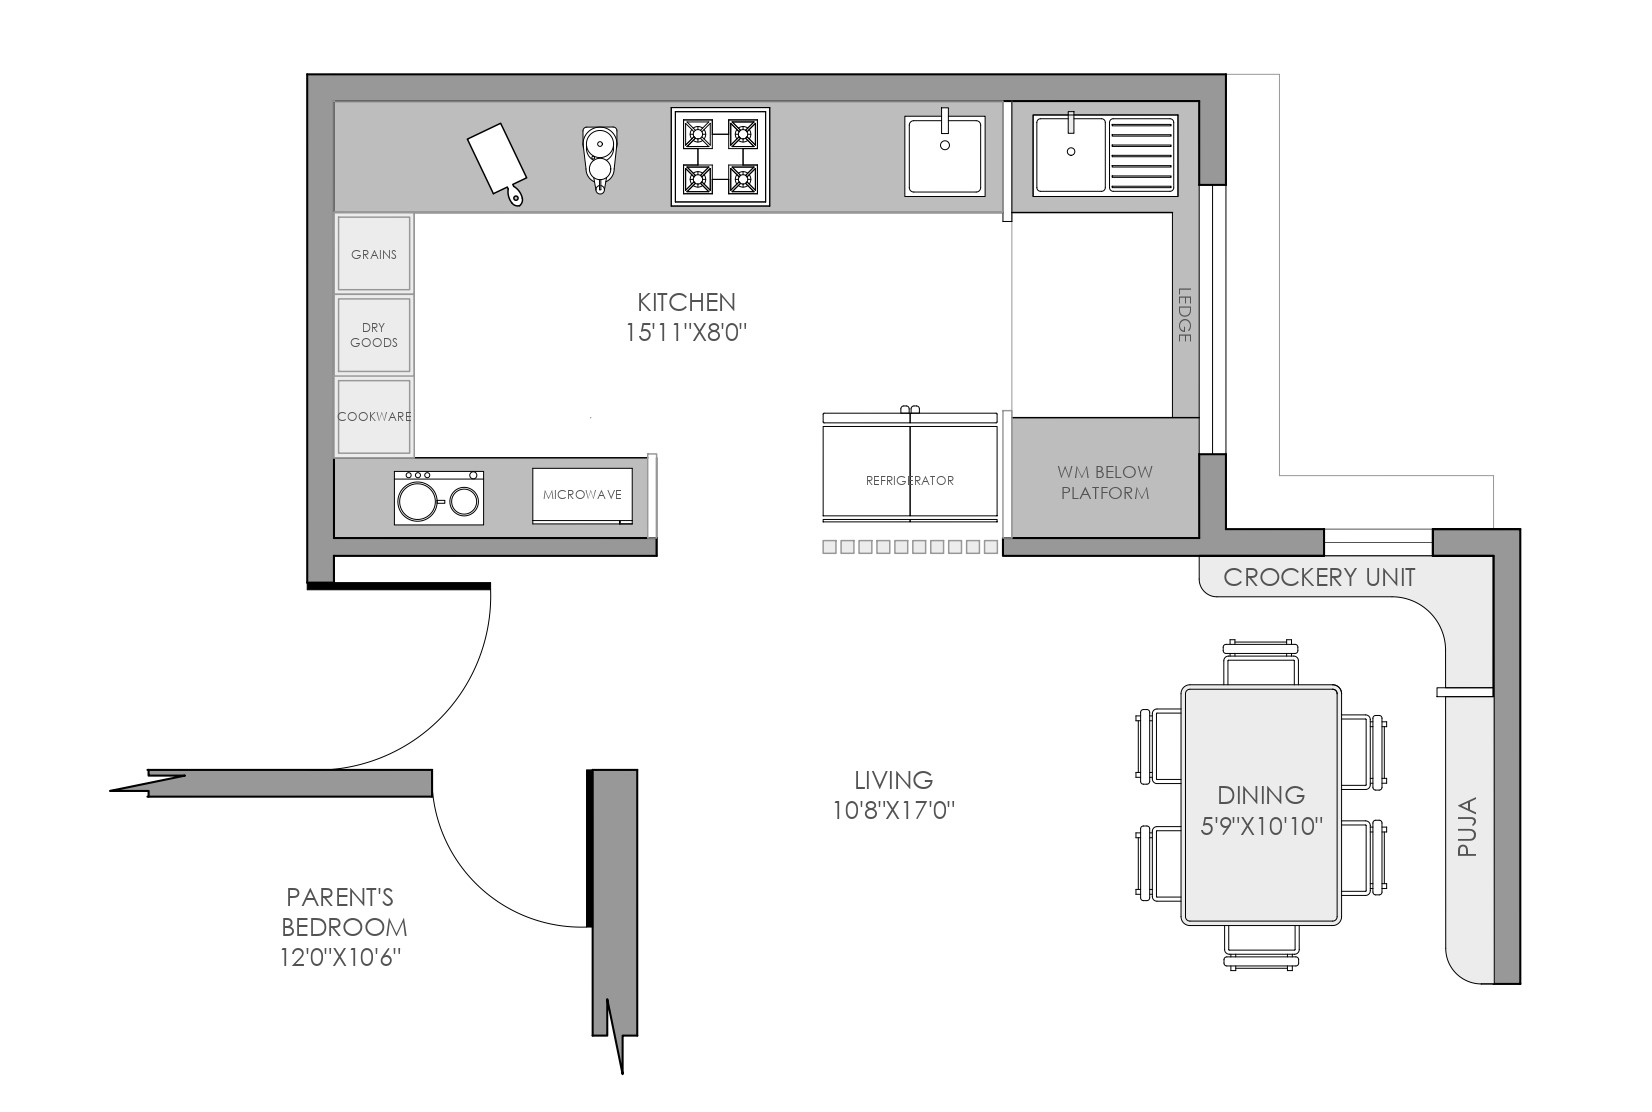 GRAINS
DRY
GOODS
COOKWARE
KITCHEN
15'11"X8'0"
LEDGE
MICROWAVE
REFRIGERATOR
WM BELOW
PLATFORM
CROCKERY UNIT
LIVING
10'8"X17'0"
DINING
5'9"X10'10"
PUJA
PARENT'S
BEDROOM
12'0"X10'6"